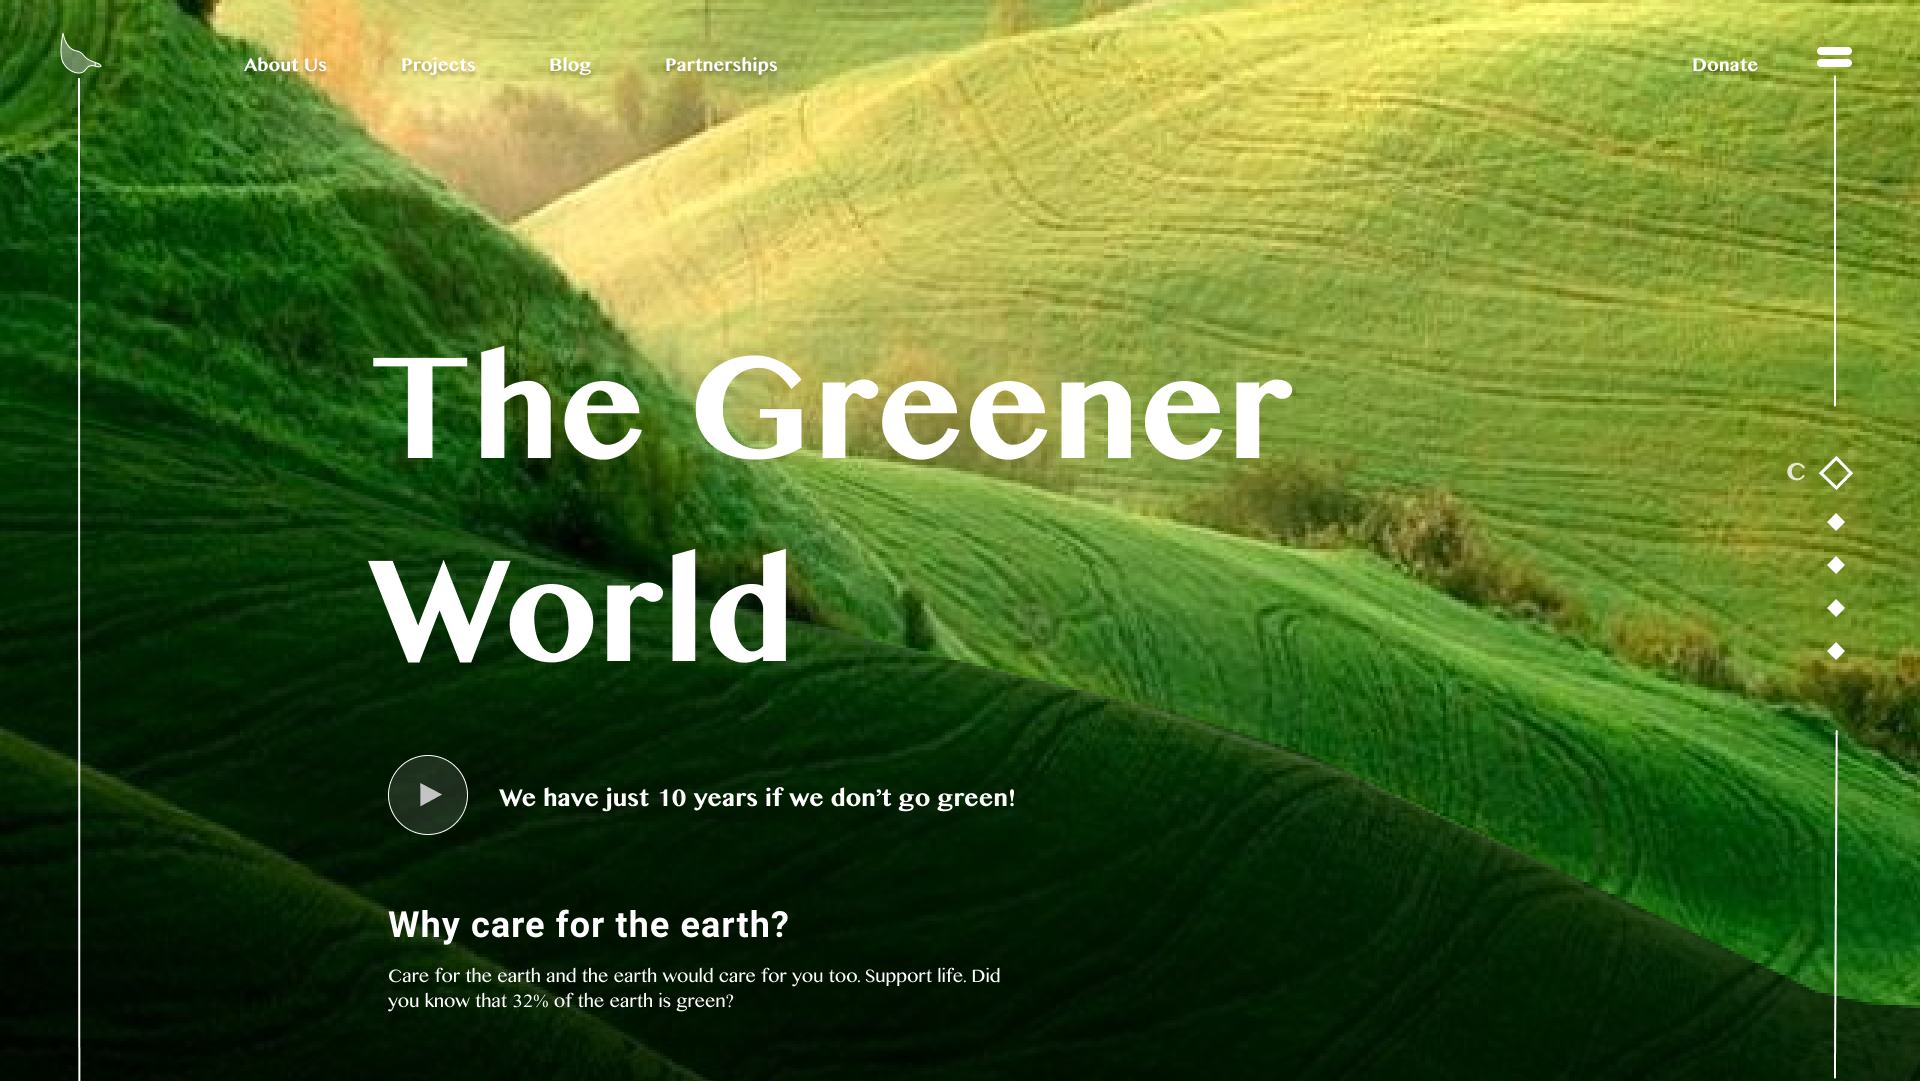 About Us
Projects
Blog
Partnerships
Donate
The Greener
World
C
We have just 10 years if we don’t go green!
Why care for the earth?
Care for the earth and the earth would care for you too. Support life. Did
you know that 32% of the earth is green?